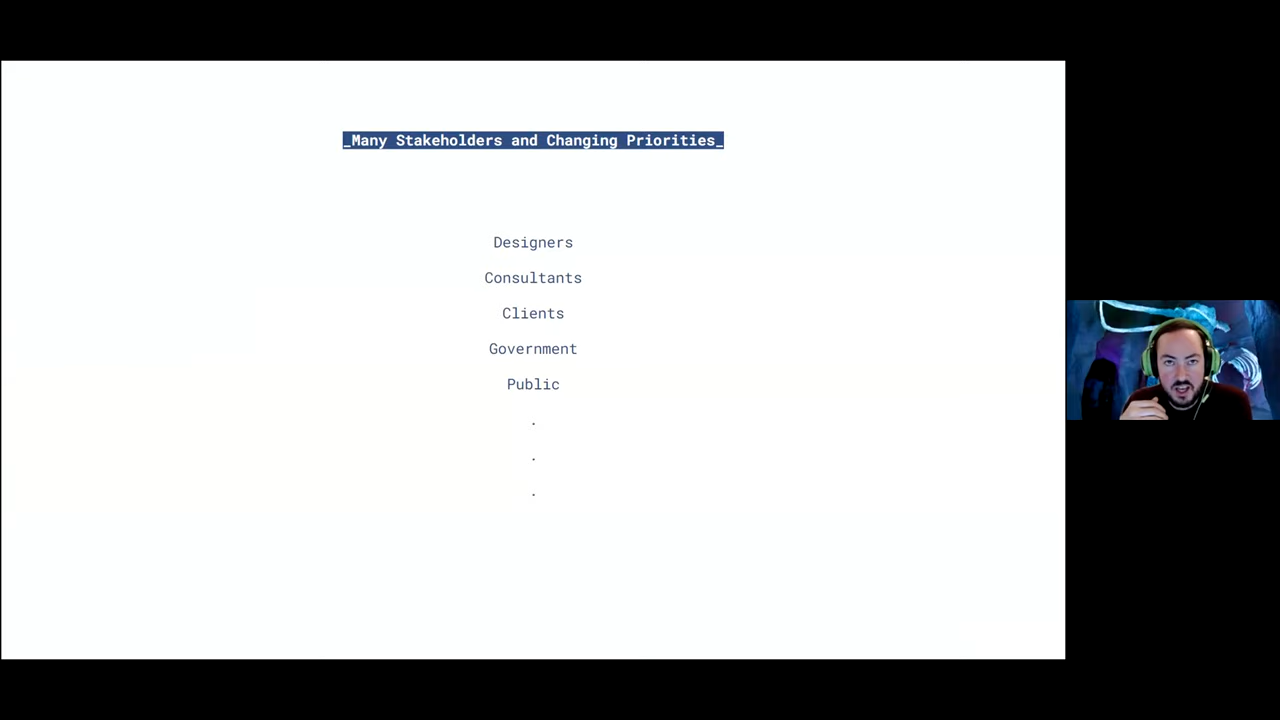 _Many Stakeholders and Changing Priorities_
Designers
Consultants
Clients
Government
Public
.
.
.